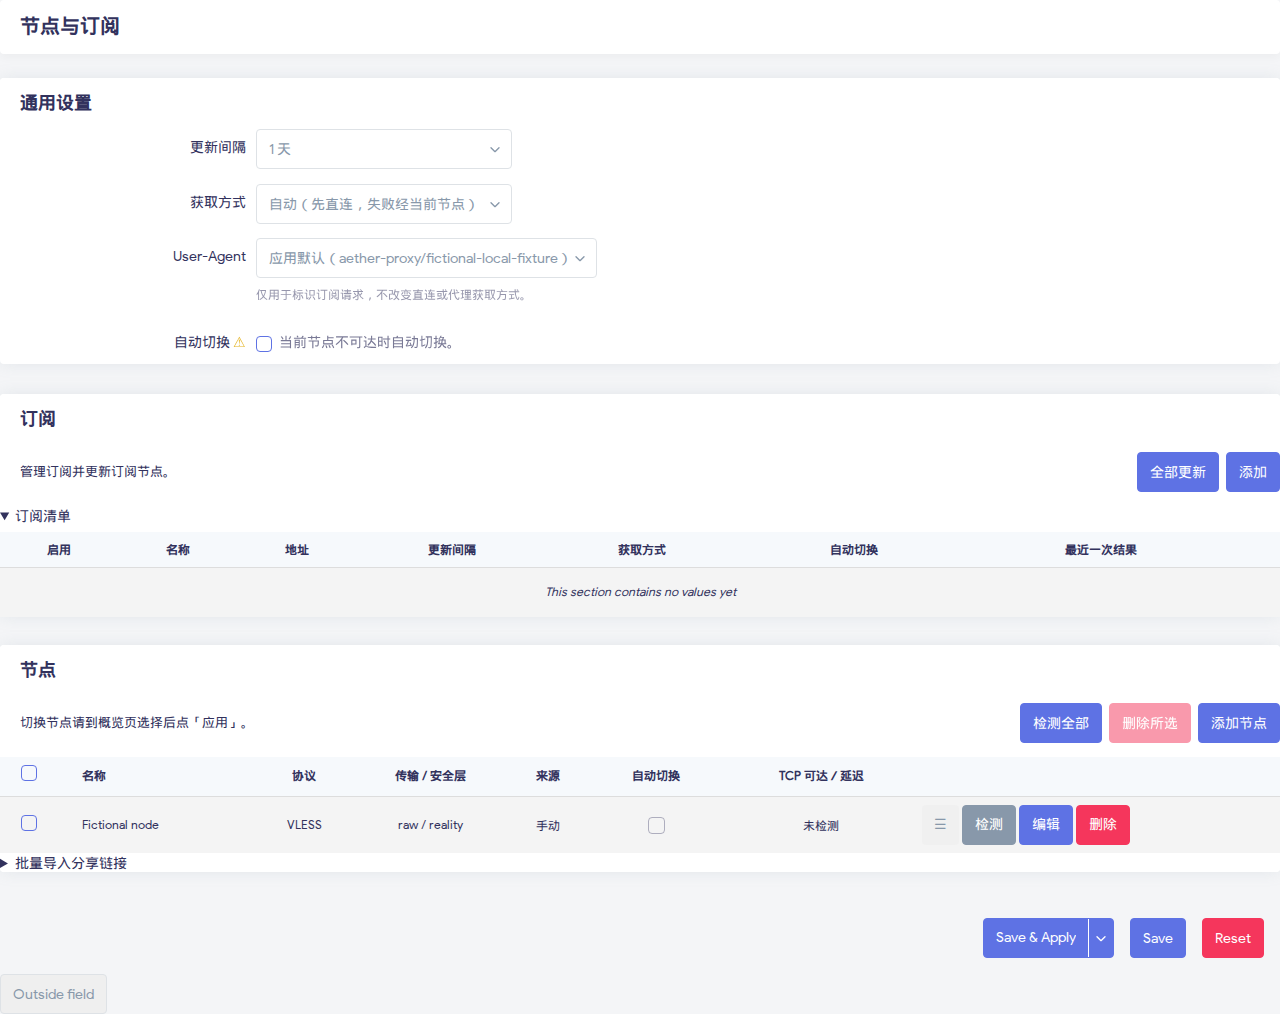 节点与订阅
通用设置
更新间隔 1 天
获取方式 自动（先直连，失败经当前节点）
User-Agent 应用默认（aether-proxy/fictional-local-fixture）
仅用于标识订阅请求，不改变直连或代理获取方式。
自动切换 ⚠ 当前节点不可达时自动切换。
订阅
管理订阅并更新订阅节点。 全部更新 添加
▼ 订阅清单
启用 名称 地址 更新间隔 获取方式 自动切换 最近一次结果
This section contains no values yet
节点
切换节点请到概览页选择后点「应用」。 检测全部 删除所选 添加节点
名称 协议 传输 / 安全层 来源 自动切换 TCP 可达 / 延迟
Fictional node VLESS raw / reality 手动 未检测 ☰ 检测 编辑 删除
▶ 批量导入分享链接
Save & Apply Save Reset
Outside field